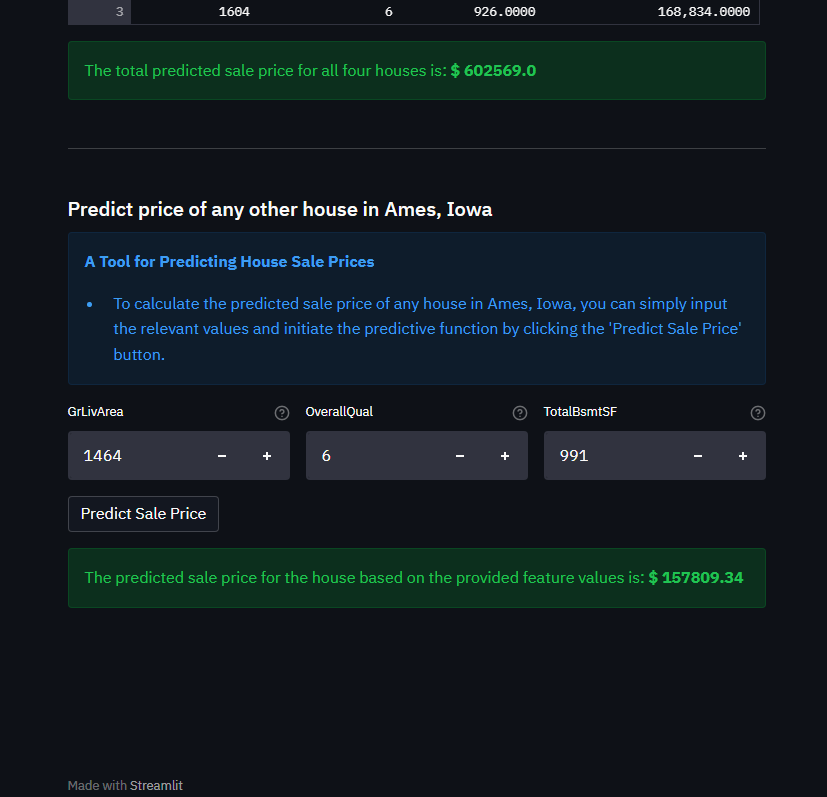 3 1604 6 926.0000 168,834.0000
The total predicted sale price for all four houses is: $ 602569.0
Predict price of any other house in Ames, Iowa
A Tool for Predicting House Sale Prices
• To calculate the predicted sale price of any house in Ames, Iowa, you can simply input
the relevant values and initiate the predictive function by clicking the 'Predict Sale Price'
button.
GrLivArea ? OverallQual ? TotalBsmtSF ?
1464 − + 6 − + 991 − +
Predict Sale Price
The predicted sale price for the house based on the provided feature values is: $ 157809.34
Made with Streamlit